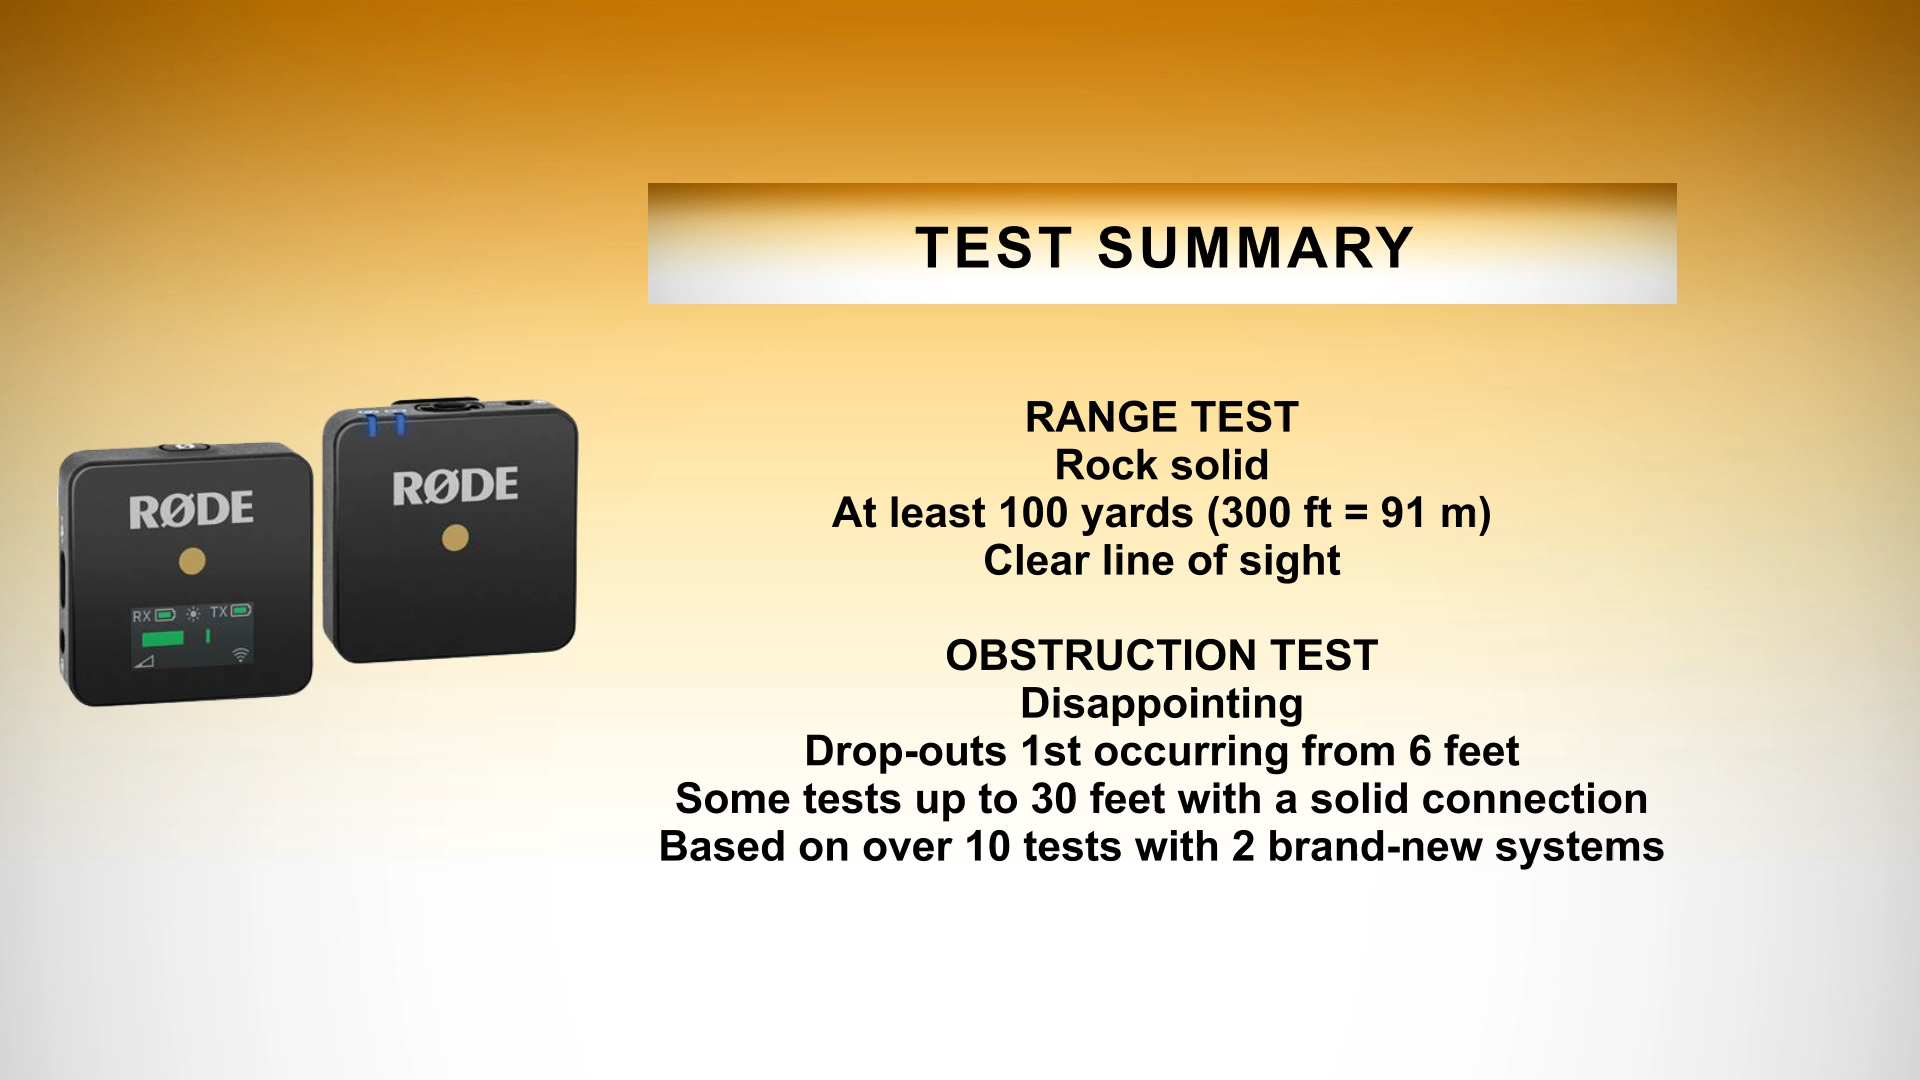 TEST SUMMARY
RØDE
RØDE
RX TX
RANGE TEST
Rock solid
At least 100 yards (300 ft = 91 m)
Clear line of sight
OBSTRUCTION TEST
Disappointing
Drop-outs 1st occurring from 6 feet
Some tests up to 30 feet with a solid connection
Based on over 10 tests with 2 brand-new systems